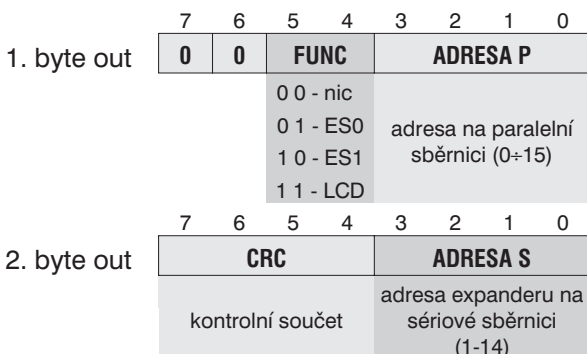 7 6 5 4 3 2 1 0
1. byte out 0 0 FUNC ADRESA P
0 0 - nic
0 1 - ES0
1 0 - ES1
1 1 - LCD
adresa na paralelní
sběrnici (0÷15)
7 6 5 4 3 2 1 0
2. byte out CRC ADRESA S
kontrolní součet
adresa expanderu na
sériové sběrnici
(1-14)